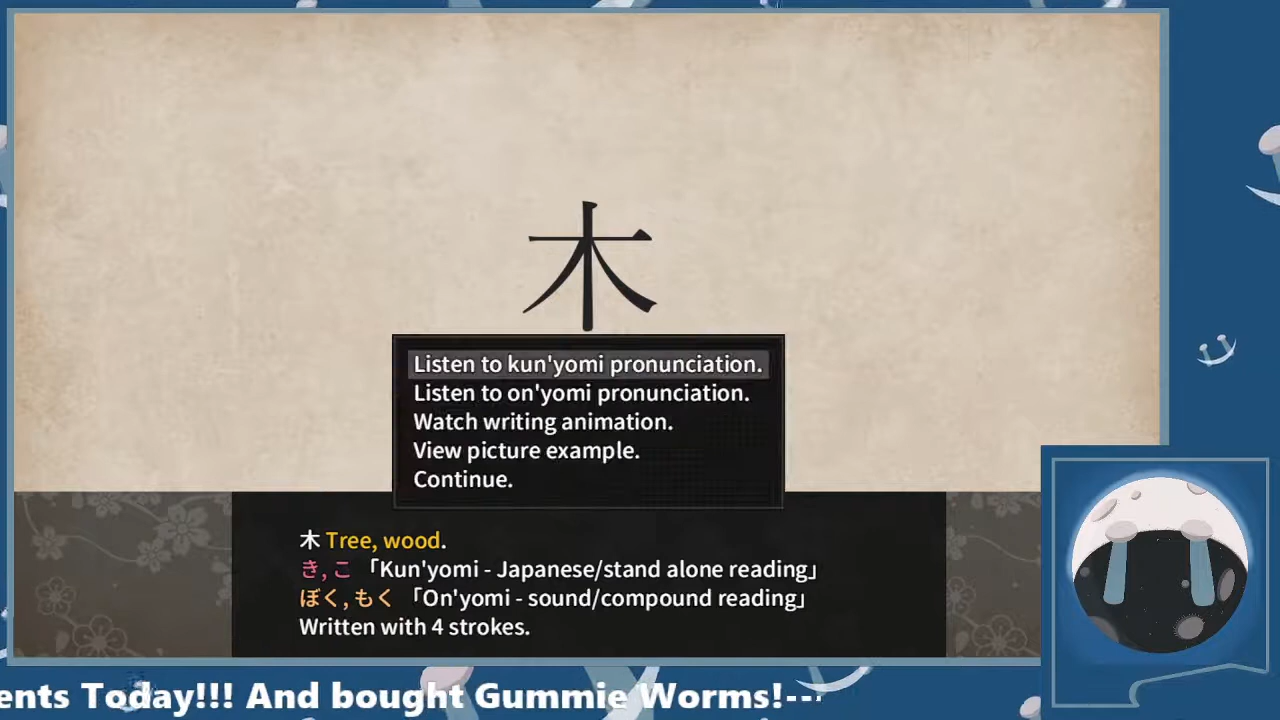 木
Listen to kun'yomi pronunciation.
Listen to on'yomi pronunciation.
Watch writing animation.
View picture example.
Continue.
木 Tree, wood.
き, こ 「Kun'yomi - Japanese/stand alone reading」
ぼく, もく 「On'yomi - sound/compound reading」
Written with 4 strokes.
ents Today!!! And bought Gummie Worms!---